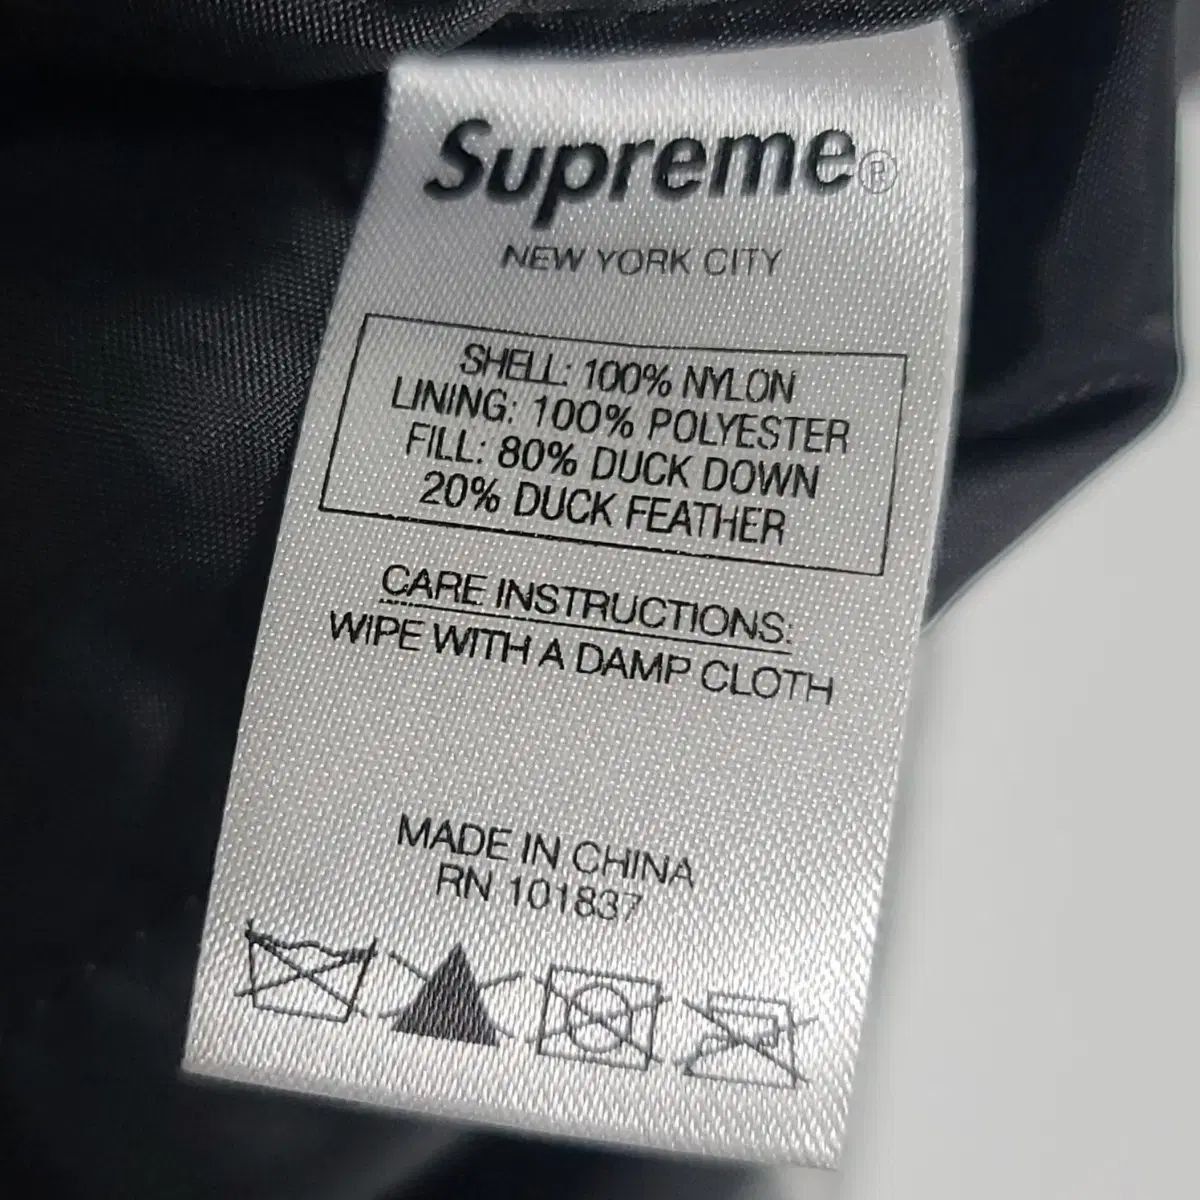 Supreme®
NEW YORK CITY
SHELL: 100% NYLON
LINING: 100% POLYESTER
FILL: 80% DUCK DOWN
20% DUCK FEATHER
CARE INSTRUCTIONS:
WIPE WITH A DAMP CLOTH
MADE IN CHINA
RN 101837